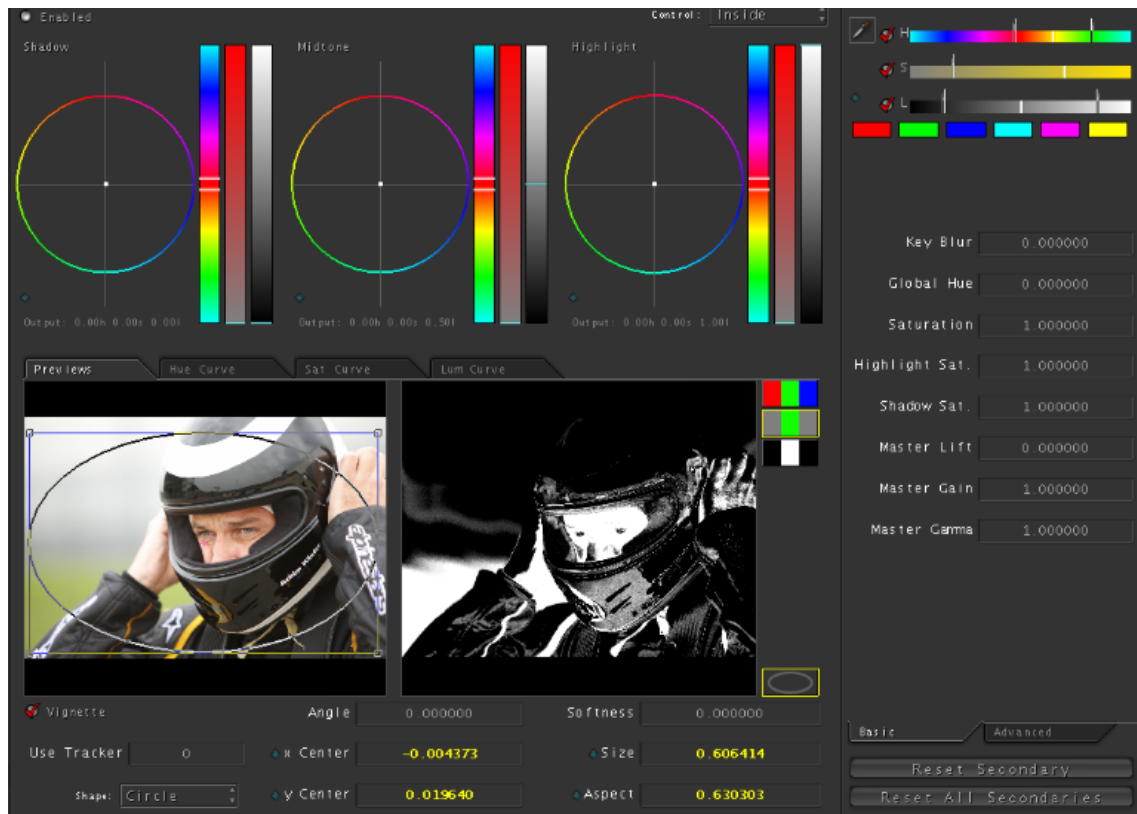 Enabled
Control: Inside
Shadow
Midtone
Highlight
H
S
L
Output: 0.00h 0.00s 0.00l
Output: 0.00h 0.00s 0.50l
Output: 0.00h 0.00s 1.00l
Key Blur 0.000000
Global Hue 0.000000
Saturation 1.000000
Highlight Sat. 1.000000
Shadow Sat. 1.000000
Master Lift 0.000000
Master Gain 1.000000
Master Gamma 1.000000
Previews
Hue Curve
Sat Curve
Lum Curve
Vignette
Angle 0.000000
Softness 0.000000
Use Tracker 0
x Center -0.004373
Size 0.606414
Shape: Circle
y Center 0.019640
Aspect 0.630303
Basic
Advanced
Reset Secondary
Reset All Secondaries